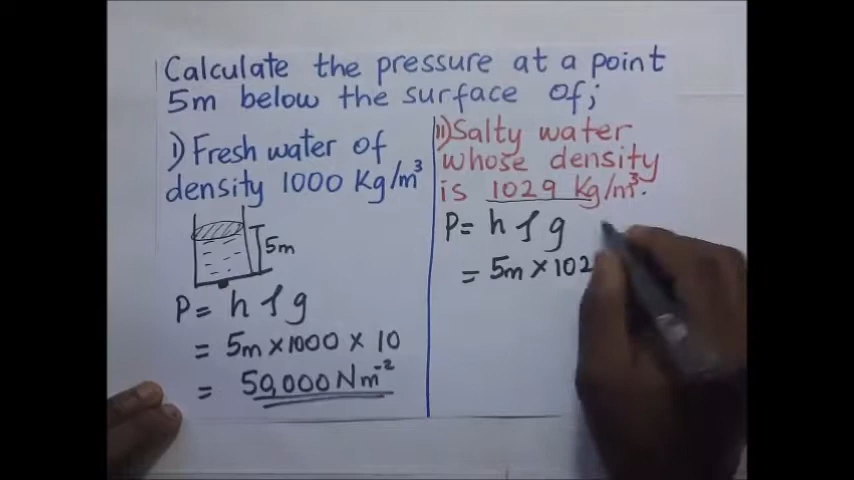 Calculate the pressure at a point
5m below the surface of;
i) Fresh water of
density 1000 Kg/m³
5m
P = hρg
= 5m × 1000 × 10
= 50,000 Nm⁻²
ii) Salty water
whose density
is 1029 Kg/m³.
P = hρg
= 5m × 102